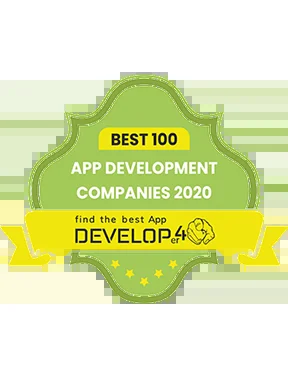 BEST 100
APP DEVELOPMENT
COMPANIES 2020
find the best App
DEVELOP4er